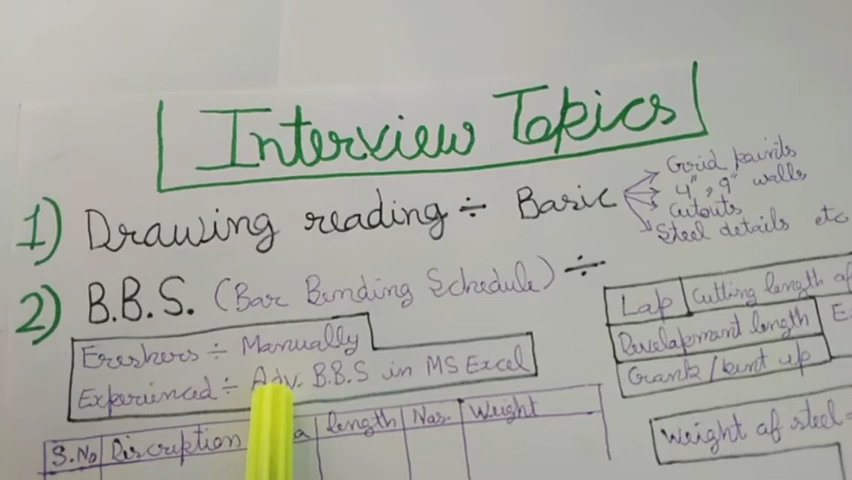 Interview Topics
1) Drawing reading ÷ Basic
Grid points
4", 9" walls
Cutouts
Steel details etc
2) B.B.S. (Bar Bending Schedule) ÷
Freshers ÷ Manually
Experienced ÷ Adv. B.B.S in MS Excel
Lap
Cutting length of
Development length
Crank/bent up
S.No Discription length Nos. Weight
Weight of steel =